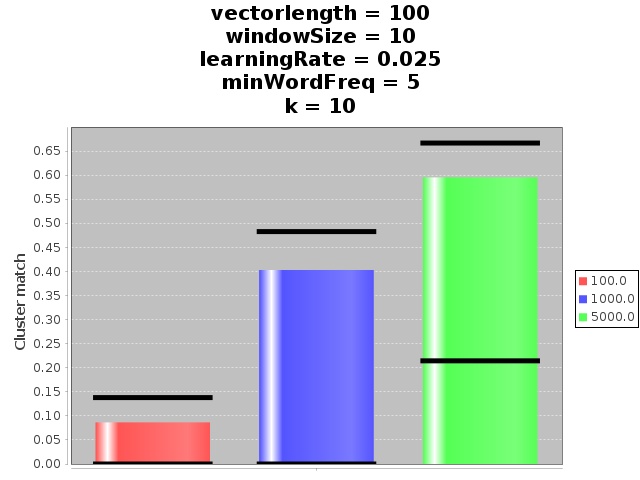 vectorlength = 100
windowSize = 10
learningRate = 0.025
minWordFreq = 5
k = 10
0.65
0.60
0.55
0.50
0.45
0.40
0.35
0.30
0.25
0.20
0.15
0.10
0.05
0.00
Cluster match
100.0
1000.0
5000.0